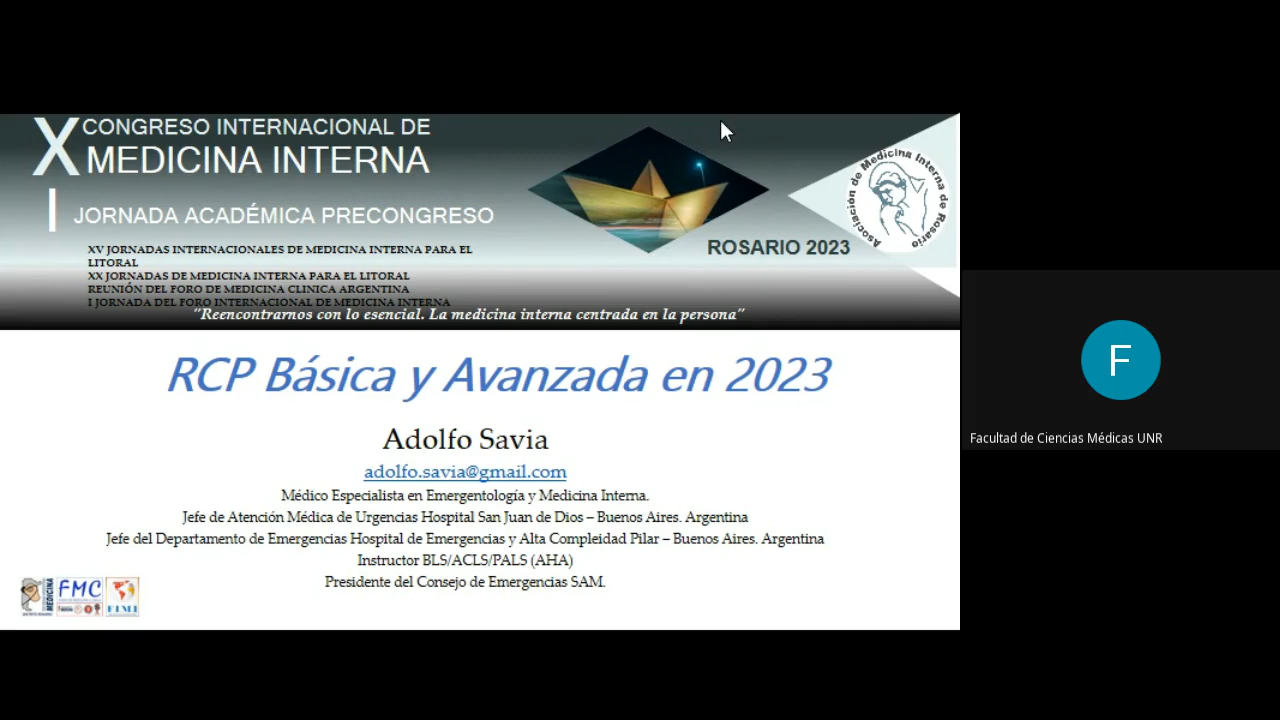 X CONGRESO INTERNACIONAL DE
MEDICINA INTERNA
I JORNADA ACADÉMICA PRECONGRESO
XV JORNADAS INTERNACIONALES DE MEDICINA INTERNA PARA EL
LITORAL
XX JORNADAS DE MEDICINA INTERNA PARA EL LITORAL
REUNIÓN DEL FORO DE MEDICINA CLINICA ARGENTINA
I JORNADA DEL FORO INTERNACIONAL DE MEDICINA INTERNA
"Reencontrarnos con lo esencial. La medicina interna centrada en la persona"
ROSARIO 2023
Asociación de Medicina Interna de Rosario
RCP Básica y Avanzada en 2023
Adolfo Savia
adolfo.savia@gmail.com
Médico Especialista en Emergentología y Medicina Interna.
Jefe de Atención Médica de Urgencias Hospital San Juan de Dios – Buenos Aires. Argentina
Jefe del Departamento de Emergencias Hospital de Emergencias y Alta Compleidad Pilar – Buenos Aires. Argentina
Instructor BLS/ACLS/PALS (AHA)
Presidente del Consejo de Emergencias SAM.
MEDICINA
FMC
F
Facultad de Ciencias Médicas UNR